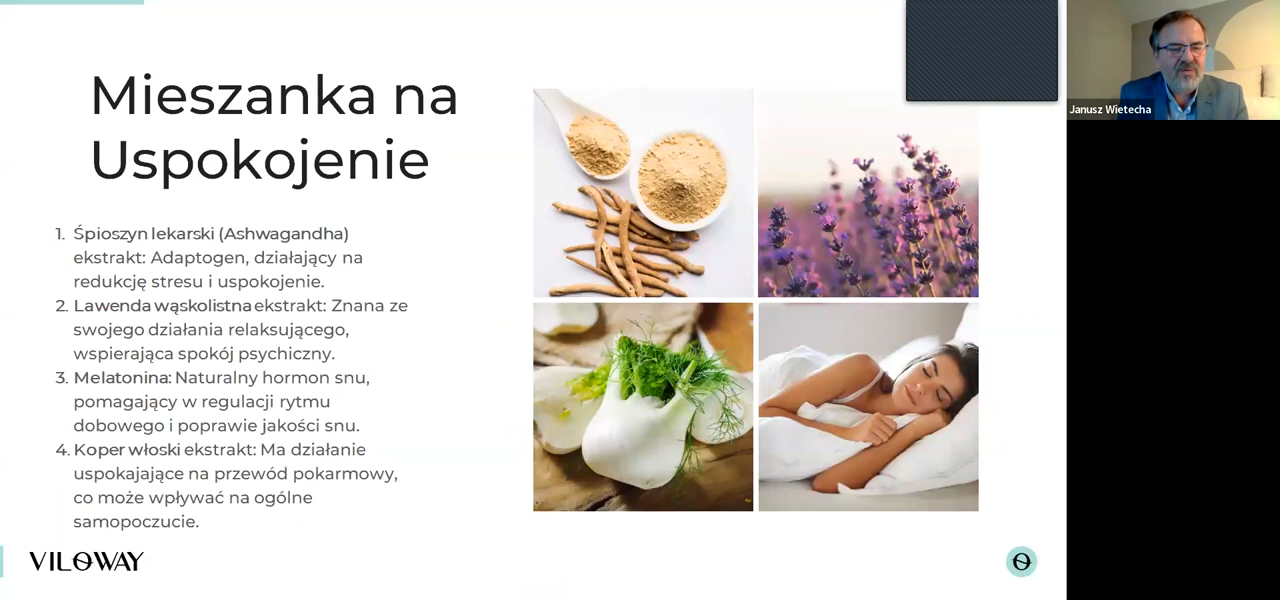 Mieszanka na
Uspokojenie
1. Śpioszyn lekarski (Ashwagandha)
ekstrakt: Adaptogen, działający na
redukcję stresu i uspokojenie.
2. Lawenda wąskolistna ekstrakt: Znana ze
swojego działania relaksującego,
wspierająca spokój psychiczny.
3. Melatonina: Naturalny hormon snu,
pomagający w regulacji rytmu
dobowego i poprawie jakości snu.
4. Koper włoski ekstrakt: Ma działanie
uspokajające na przewód pokarmowy,
co może wpływać na ogólne
samopoczucie.
VILOWAY
Janusz Wietecha